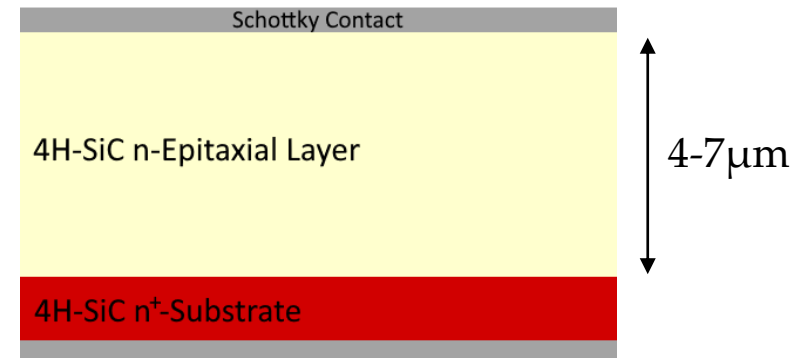 Schottky Contact
4H-SiC n-Epitaxial Layer
4-7μm
4H-SiC n⁺-Substrate